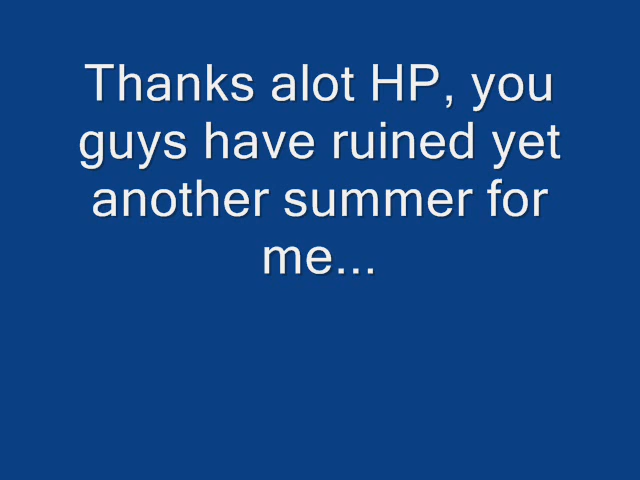 Thanks alot HP, you
guys have ruined yet
another summer for
me...